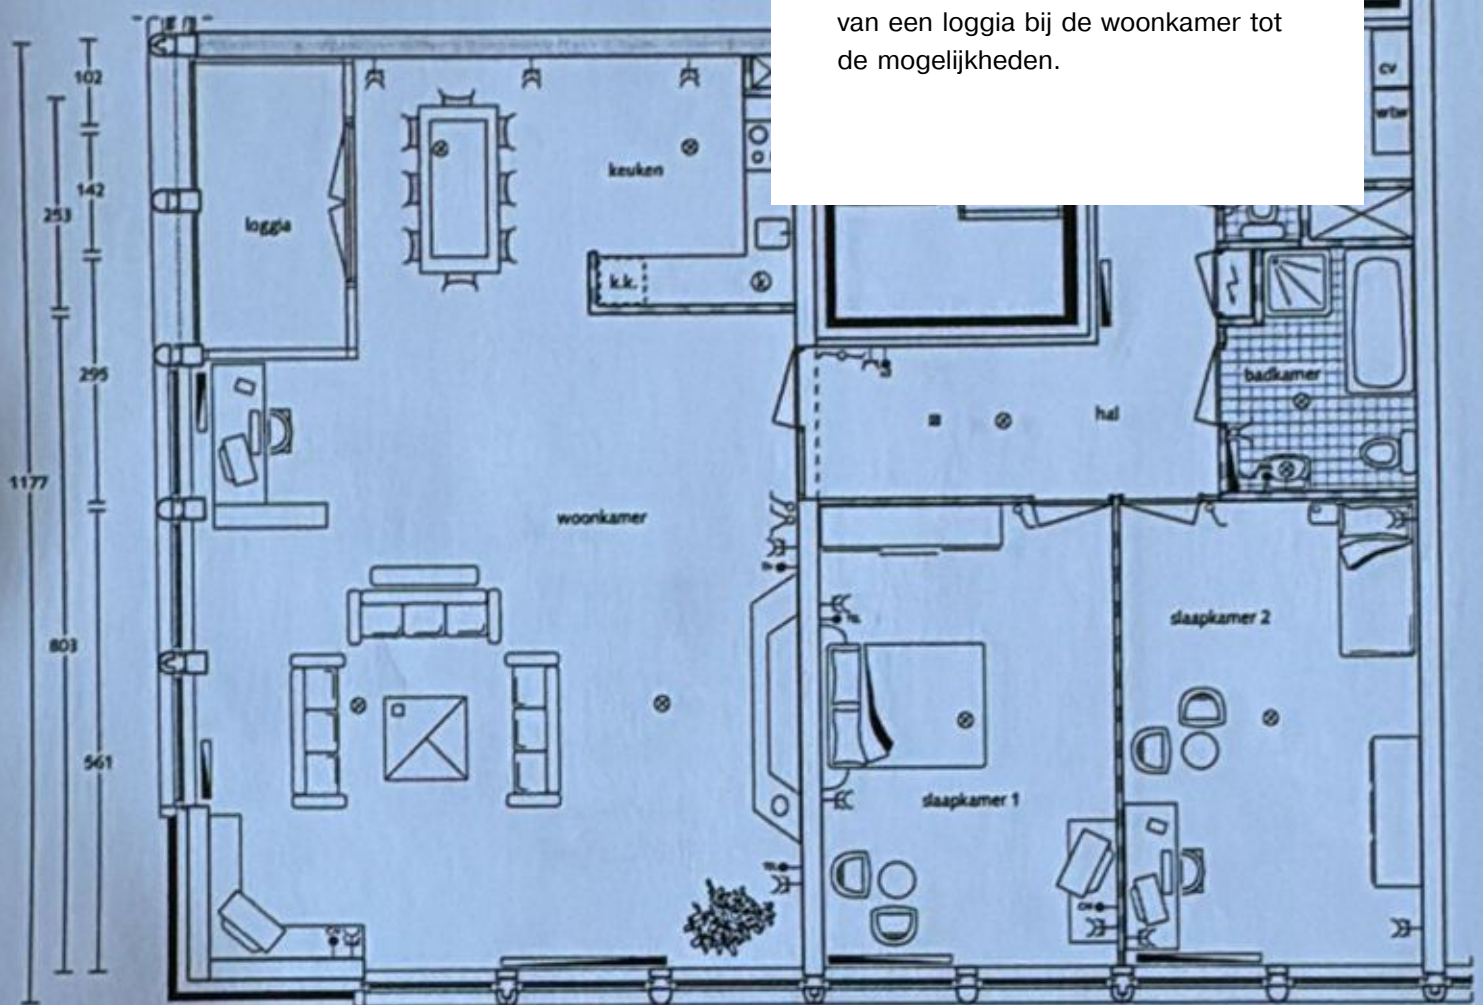 van een loggia bij de woonkamer tot
de mogelijkheden.
102
cv
wtw
keuken
142
253
loggia
k.k.
295
badkamer
hal
1177
woonkamer
slaapkamer 2
803
561
slaapkamer 1